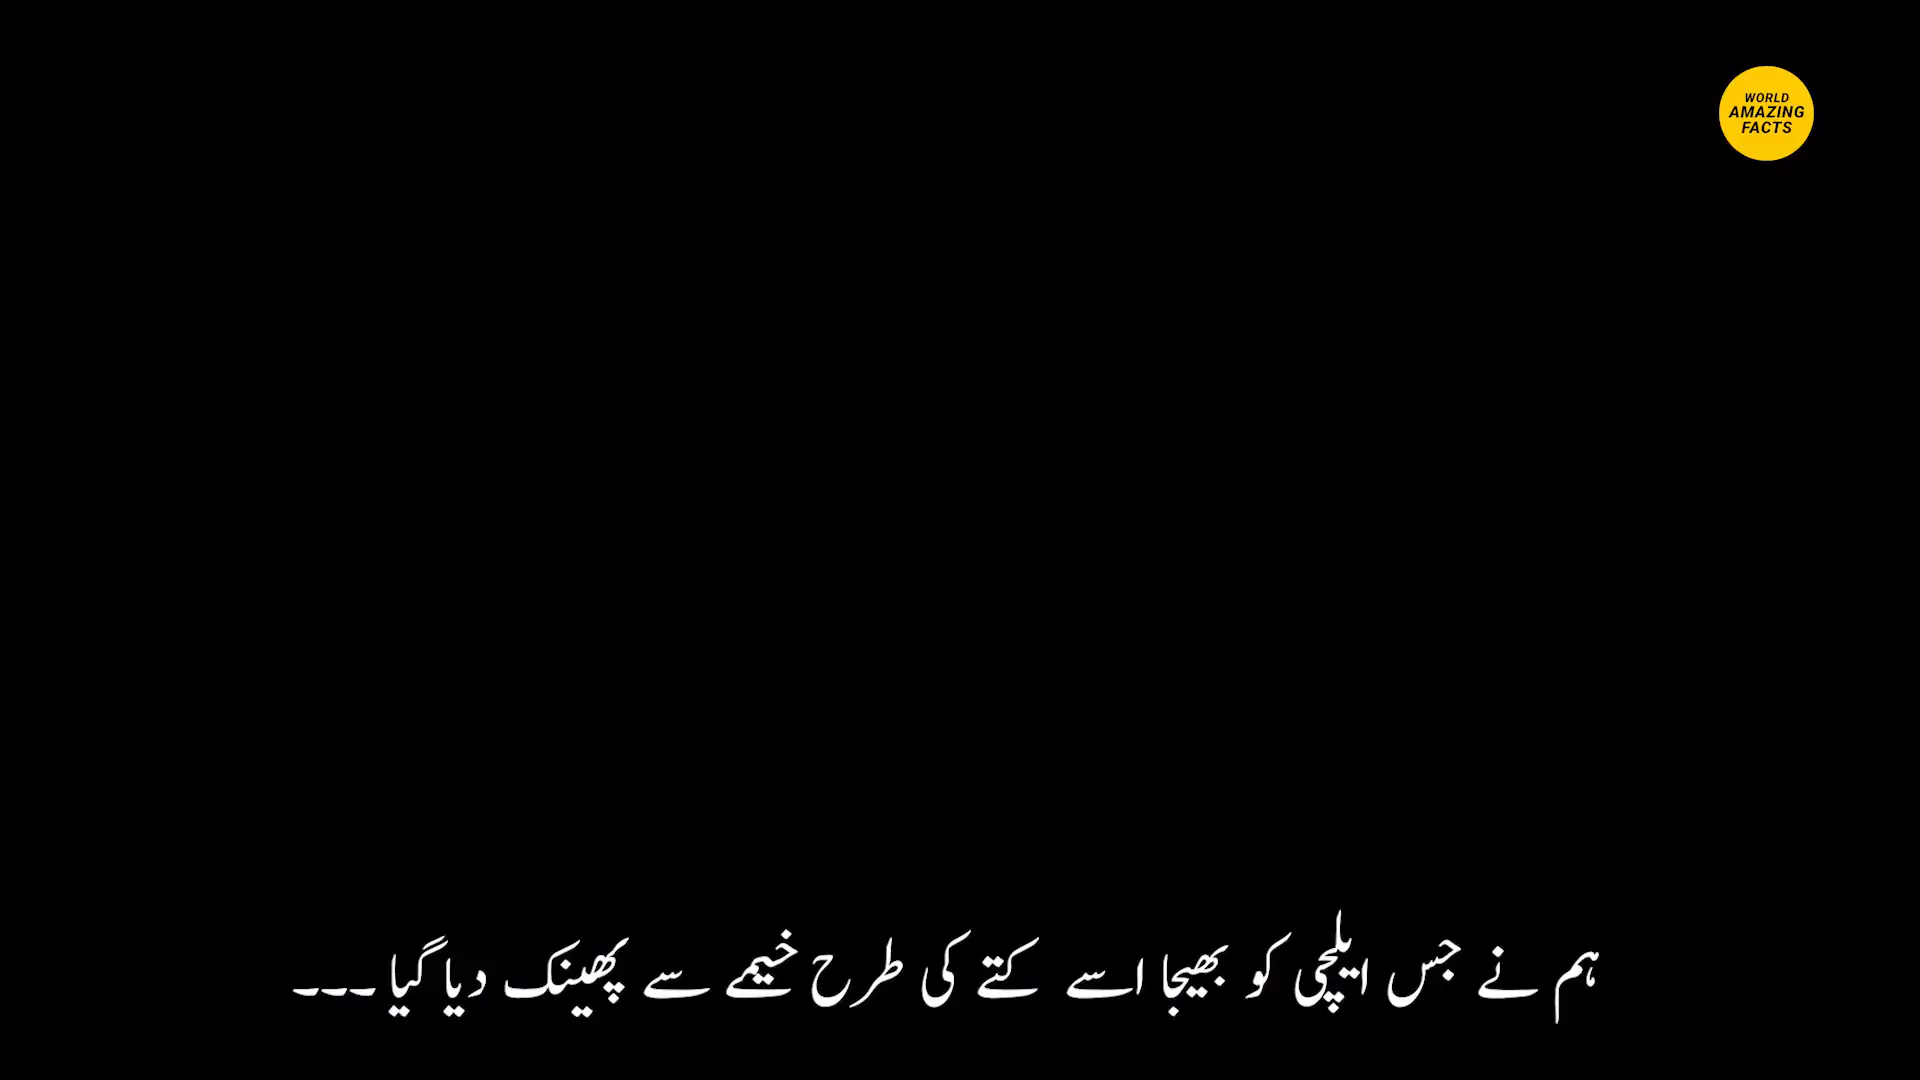 WORLD
AMAZING
FACTS
ہم نے جس ایلچی کو بھیجا اسے کتے کی طرح خیمے سے پھینک دیا گیا ۔۔۔